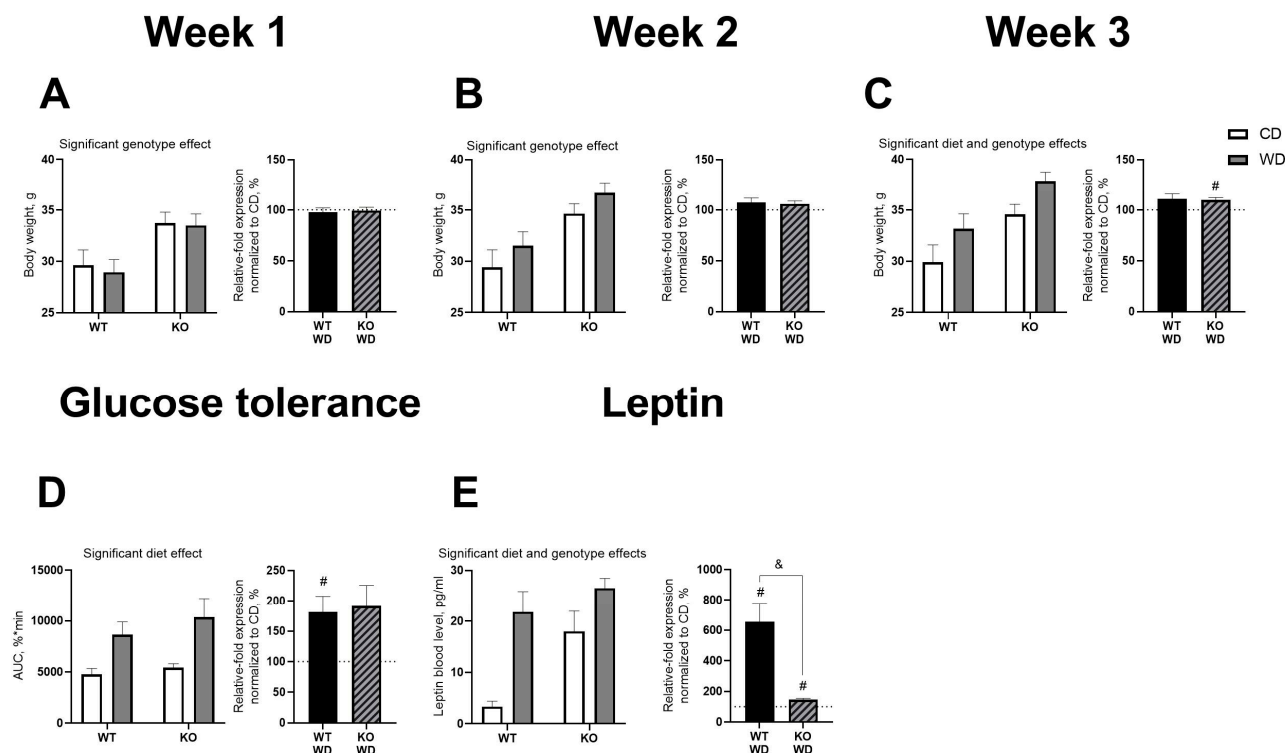 Week 1
Week 2
Week 3
A
Significant genotype effect
Body weight, g
40
35
30
25
WT
KO
Relative-fold expression
normalized to CD, %
150
100
50
0
WT
WD
KO
WD
B
Significant genotype effect
Body weight, g
40
35
30
25
WT
KO
Relative-fold expression
normalized to CD, %
150
100
50
0
WT
WD
KO
WD
C
Significant diet and genotype effects
Body weight, g
40
35
30
25
WT
KO
Relative-fold expression
normalized to CD, %
150
100
50
0
#
WT
WD
KO
WD
CD
WD
Glucose tolerance
Leptin
D
Significant diet effect
AUC, %*min
15000
10000
5000
0
WT
KO
Relative-fold expression
normalized to CD, %
250
200
150
100
50
0
#
WT
WD
KO
WD
E
Significant diet and genotype effects
Leptin blood level, pg/ml
30
20
10
0
WT
KO
Relative-fold expression
normalized to CD, %
1000
800
600
400
200
0
&
#
#
WT
WD
KO
WD